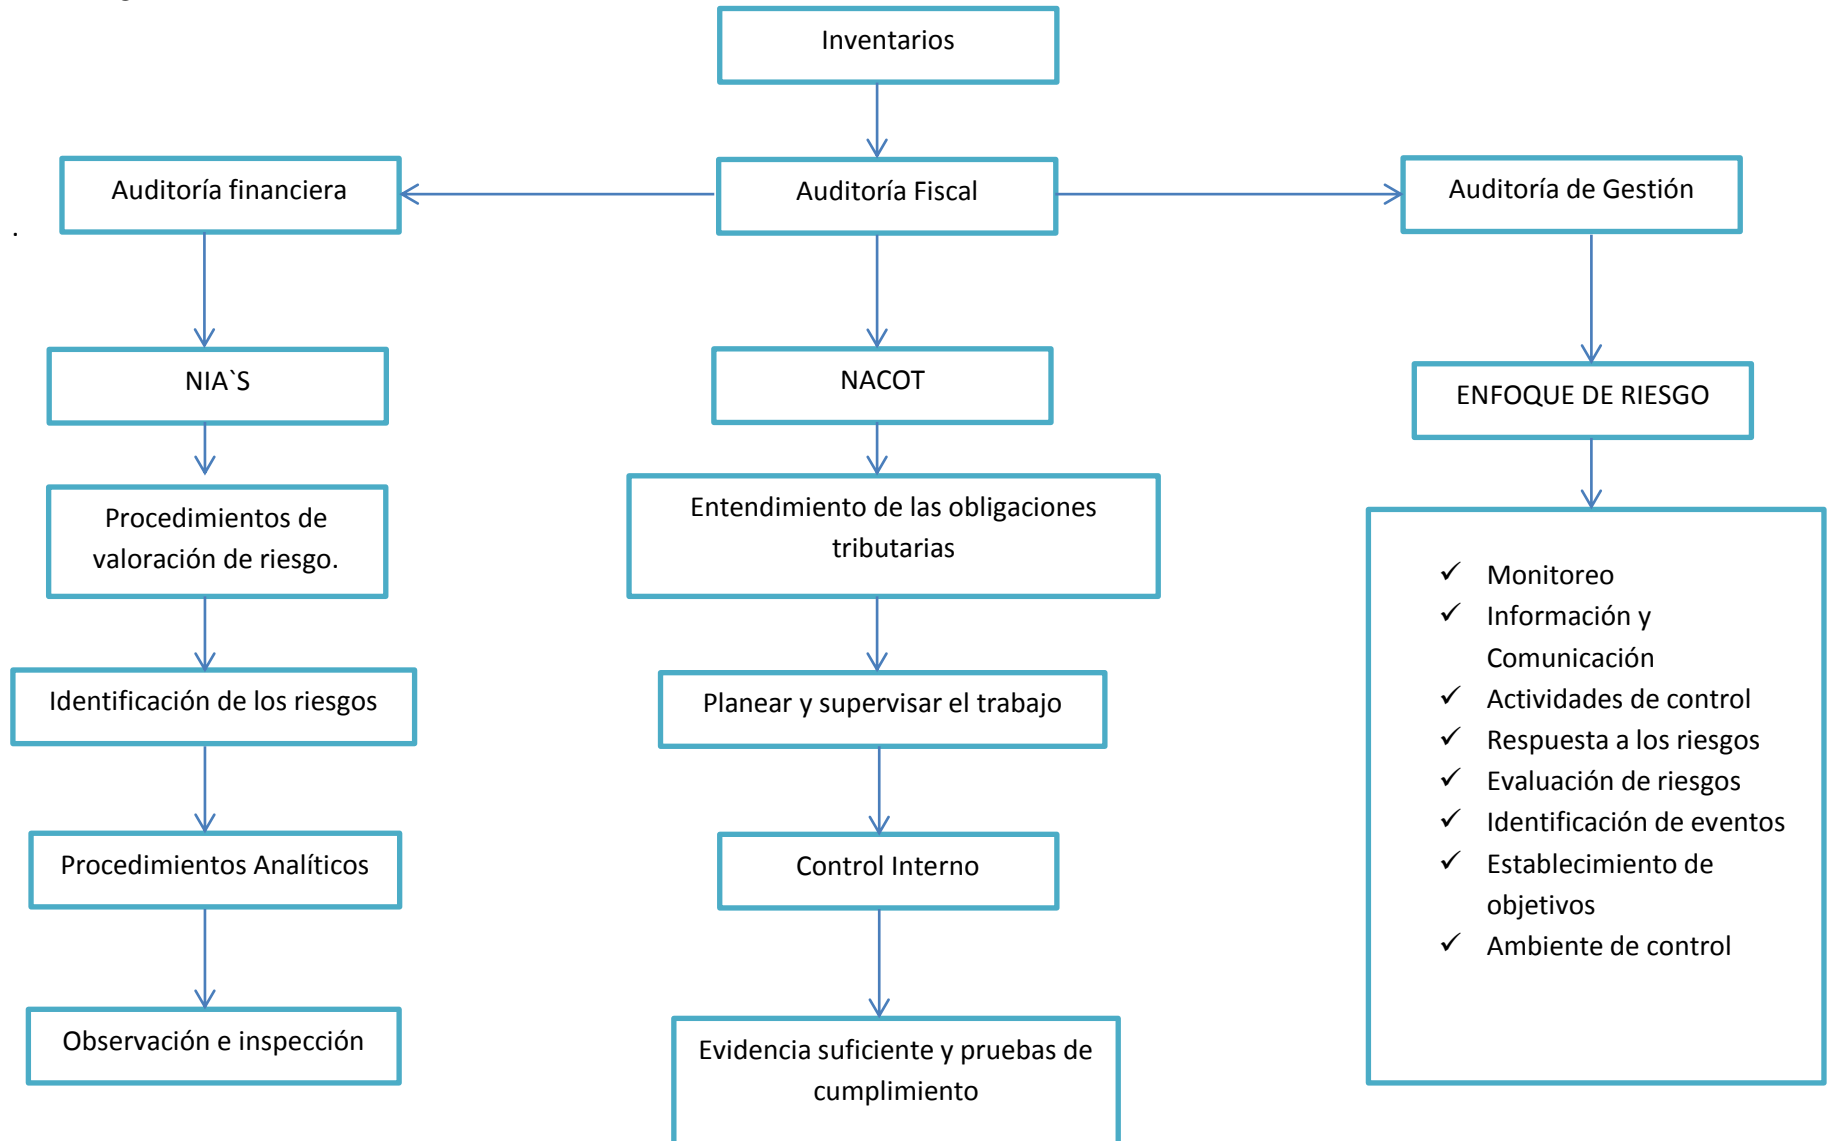 Inventarios
Auditoría financiera
Auditoría Fiscal
Auditoría de Gestión
.
NIA`S
NACOT
ENFOQUE DE RIESGO
Procedimientos de
valoración de riesgo.
Identificación de los riesgos
Procedimientos Analíticos
Observación e inspección
Entendimiento de las obligaciones
tributarias
Planear y supervisar el trabajo
Control Interno
Evidencia suficiente y pruebas de
cumplimiento
✓ Monitoreo
✓ Información y
Comunicación
✓ Actividades de control
✓ Respuesta a los riesgos
✓ Evaluación de riesgos
✓ Identificación de eventos
✓ Establecimiento de
objetivos
✓ Ambiente de control